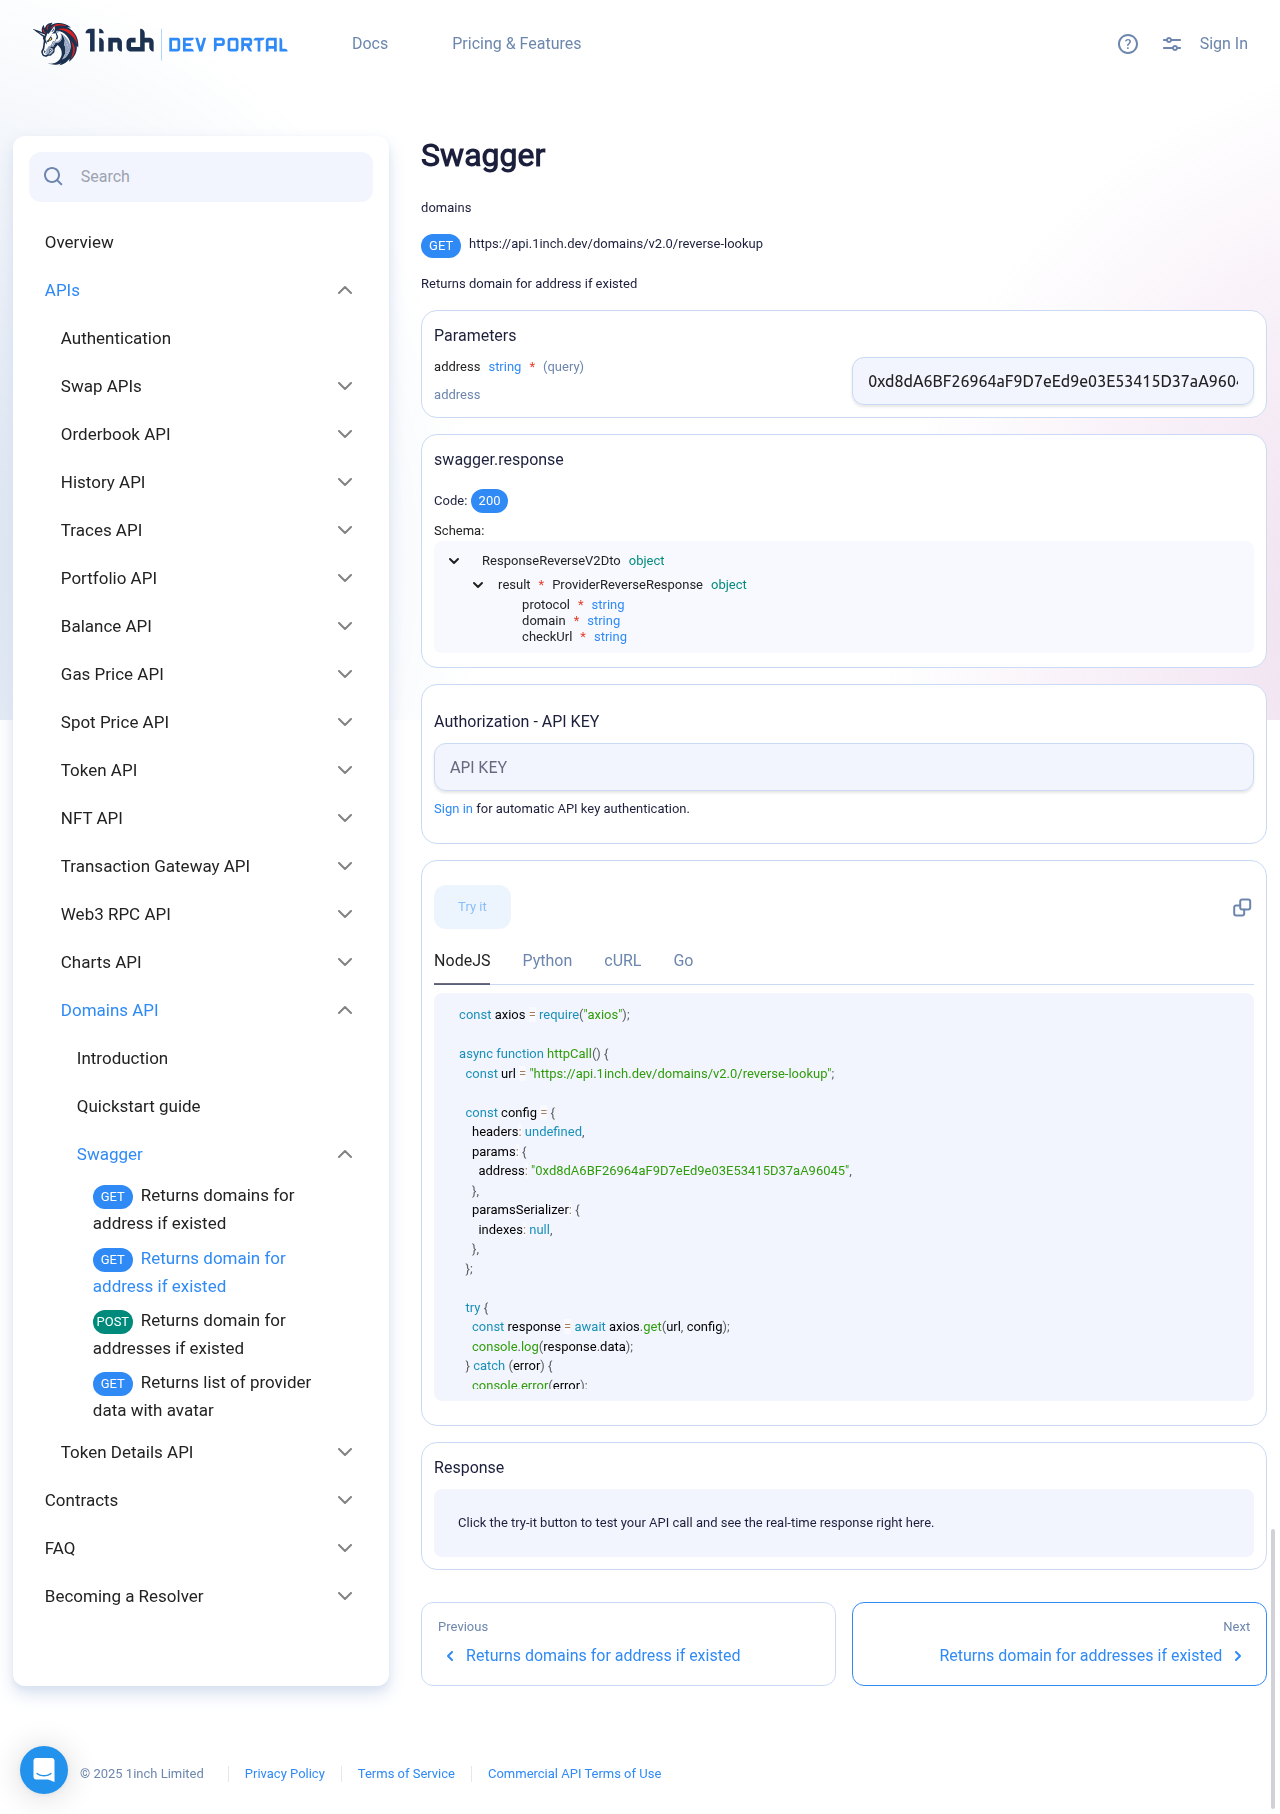 1inch DEV PORTAL
Docs
Pricing & Features
Sign In
Search
Overview
APIs
Authentication
Swap APIs
Orderbook API
History API
Traces API
Portfolio API
Balance API
Gas Price API
Spot Price API
Token API
NFT API
Transaction Gateway API
Web3 RPC API
Charts API
Domains API
Introduction
Quickstart guide
Swagger
GET Returns domains for
address if existed
GET Returns domain for
address if existed
POST Returns domain for
addresses if existed
GET Returns list of provider
data with avatar
Token Details API
Contracts
FAQ
Becoming a Resolver
Swagger
domains
GET https://api.1inch.dev/domains/v2.0/reverse-lookup
Returns domain for address if existed
Parameters
address string * (query)
address
0xd8dA6BF26964aF9D7eEd9e03E53415D37aA9604
swagger.response
Code: 200
Schema:
ResponseReverseV2Dto object
result * ProviderReverseResponse object
protocol * string
domain * string
checkUrl * string
Authorization - API KEY
API KEY
Sign in for automatic API key authentication.
Try it
NodeJS Python cURL Go
const axios = require("axios");
async function httpCall() {
const url = "https://api.1inch.dev/domains/v2.0/reverse-lookup";
const config = {
headers: undefined,
params: {
address: "0xd8dA6BF26964aF9D7eEd9e03E53415D37aA96045",
},
paramsSerializer: {
indexes: null,
},
};
try {
const response = await axios.get(url, config);
console.log(response.data);
} catch (error) {
console.error(error);
Response
Click the try-it button to test your API call and see the real-time response right here.
Previous
Returns domains for address if existed
Next
Returns domain for addresses if existed
© 2025 1inch Limited
Privacy Policy
Terms of Service
Commercial API Terms of Use